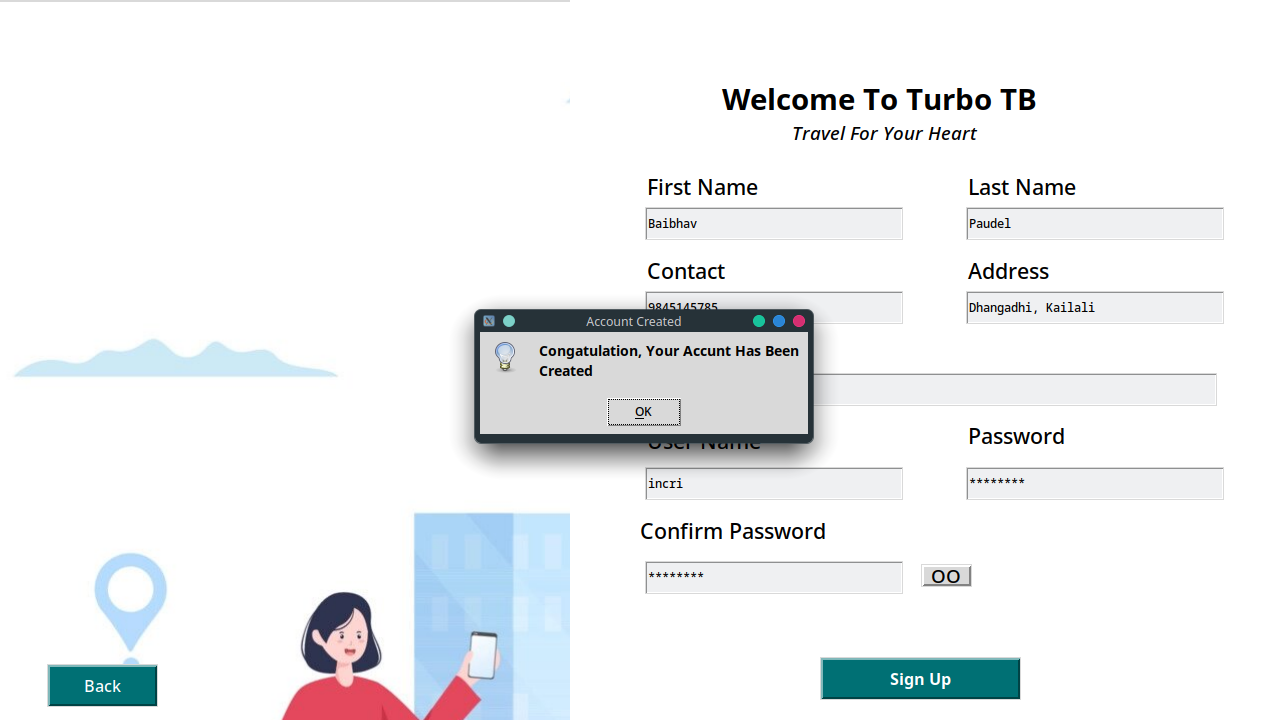 Welcome To Turbo TB
Travel For Your Heart
First Name
Last Name
Baibhav
Paudel
Contact
Address
9845145785
Dhangadhi, Kailali
Account Created
Congatulation, Your Accunt Has Been
Created
OK
User Name
Password
incri
********
Confirm Password
********
OO
Back
Sign Up